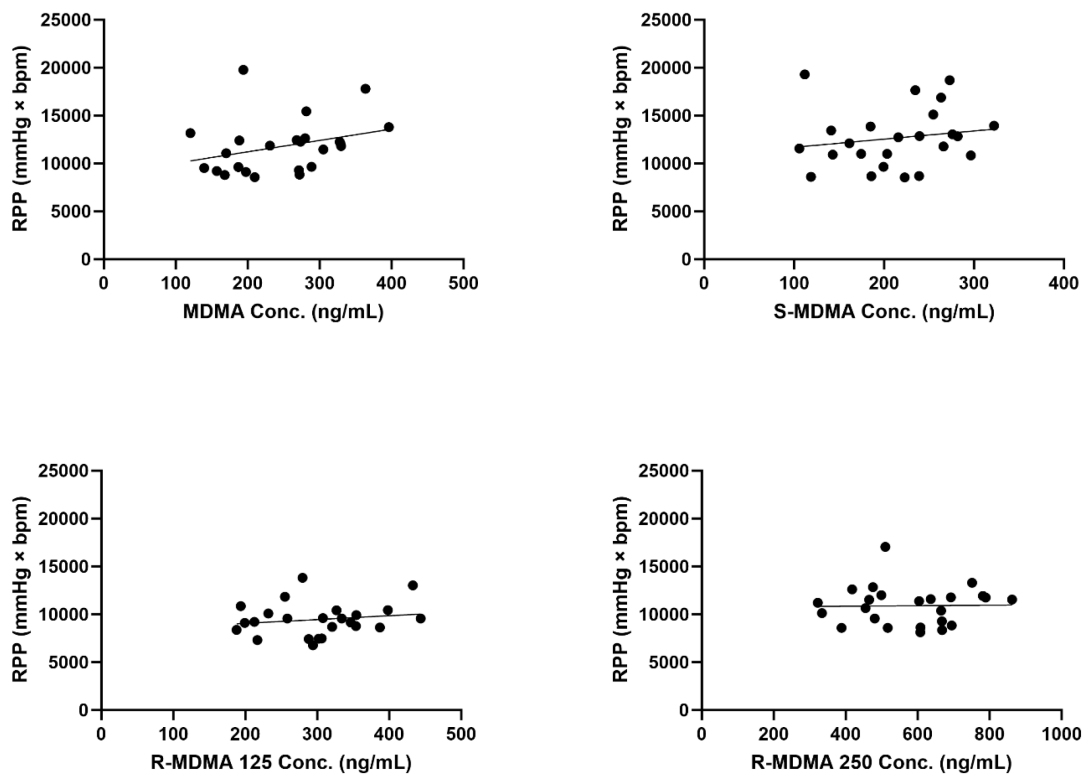 25000
20000
15000
10000
5000
0
RPP (mmHg × bpm)
0 100 200 300 400 500
MDMA Conc. (ng/mL)
25000
20000
15000
10000
5000
0
RPP (mmHg × bpm)
0 100 200 300 400
S-MDMA Conc. (ng/mL)
25000
20000
15000
10000
5000
0
RPP (mmHg × bpm)
0 100 200 300 400 500
R-MDMA 125 Conc. (ng/mL)
25000
20000
15000
10000
5000
0
RPP (mmHg × bpm)
0 200 400 600 800 1000
R-MDMA 250 Conc. (ng/mL)